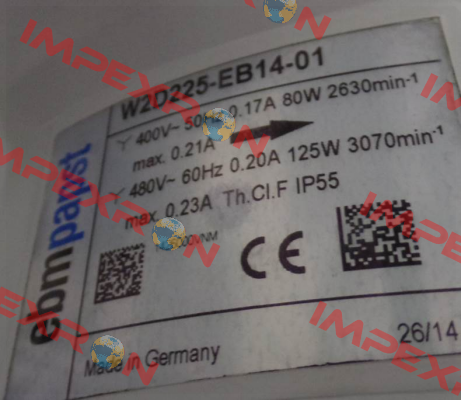 ebmpapst
W2D225-EB14-01
Y 400V~ 50Hz 0.17A 80W 2630min-1
max. 0.21A
Y 480V~ 60Hz 0.20A 125W 3070min-1
max. 0.23A Th.Cl.F IP55
CE
Made in Germany
26/14
IMPEXRON
IMPEXRON
IMPEXRON